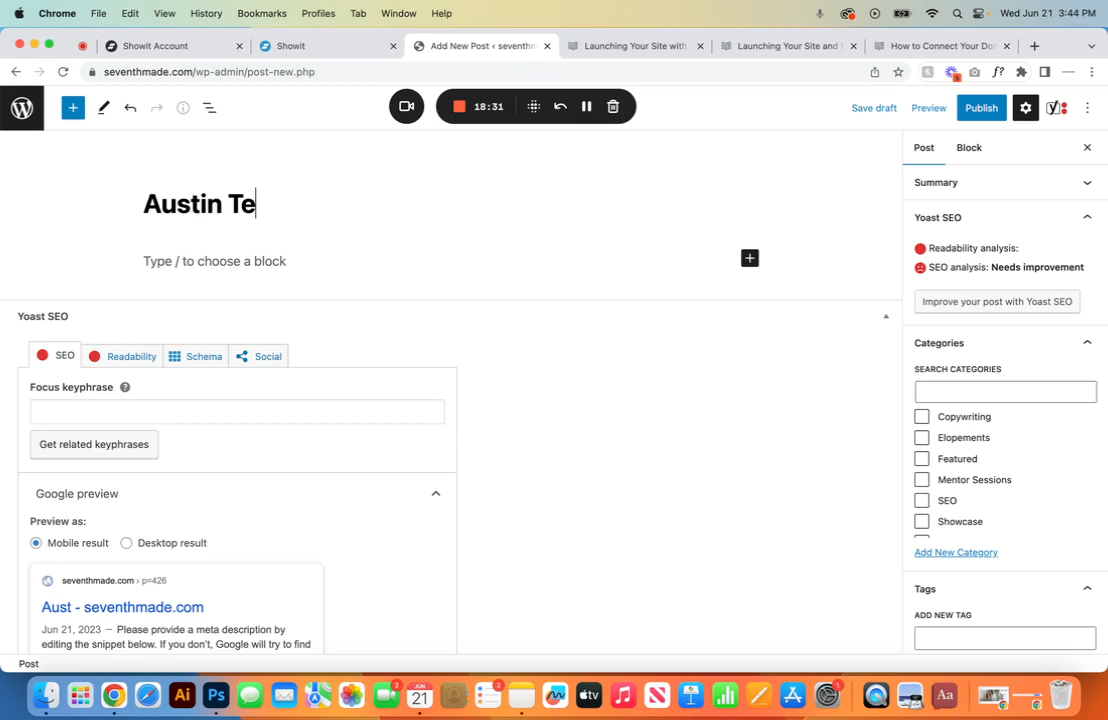 Chrome File Edit View History Bookmarks Profiles Tab Window Help Wed Jun 21 3:44 PM
Showit Account Showit Add New Post ‹ seventhm Launching Your Site with Launching Your Site and How to Connect Your Do
seventhmade.com/wp-admin/post-new.php
18:31 Save draft Preview Publish
Post Block
Summary
Austin Te
Yoast SEO
Readability analysis:
Type / to choose a block
SEO analysis: Needs improvement
Improve your post with Yoast SEO
Yoast SEO
Categories
SEO Readability Schema Social
SEARCH CATEGORIES
Focus keyphrase
Copywriting
Elopements
Get related keyphrases
Featured
Mentor Sessions
Google preview
SEO
Preview as:
Showcase
Mobile result Desktop result
Add New Category
seventhmade.com › p=426
Tags
Aust - seventhmade.com
ADD NEW TAG
Jun 21, 2023 － Please provide a meta description by
editing the snippet below. If you don't, Google will try to find
Post